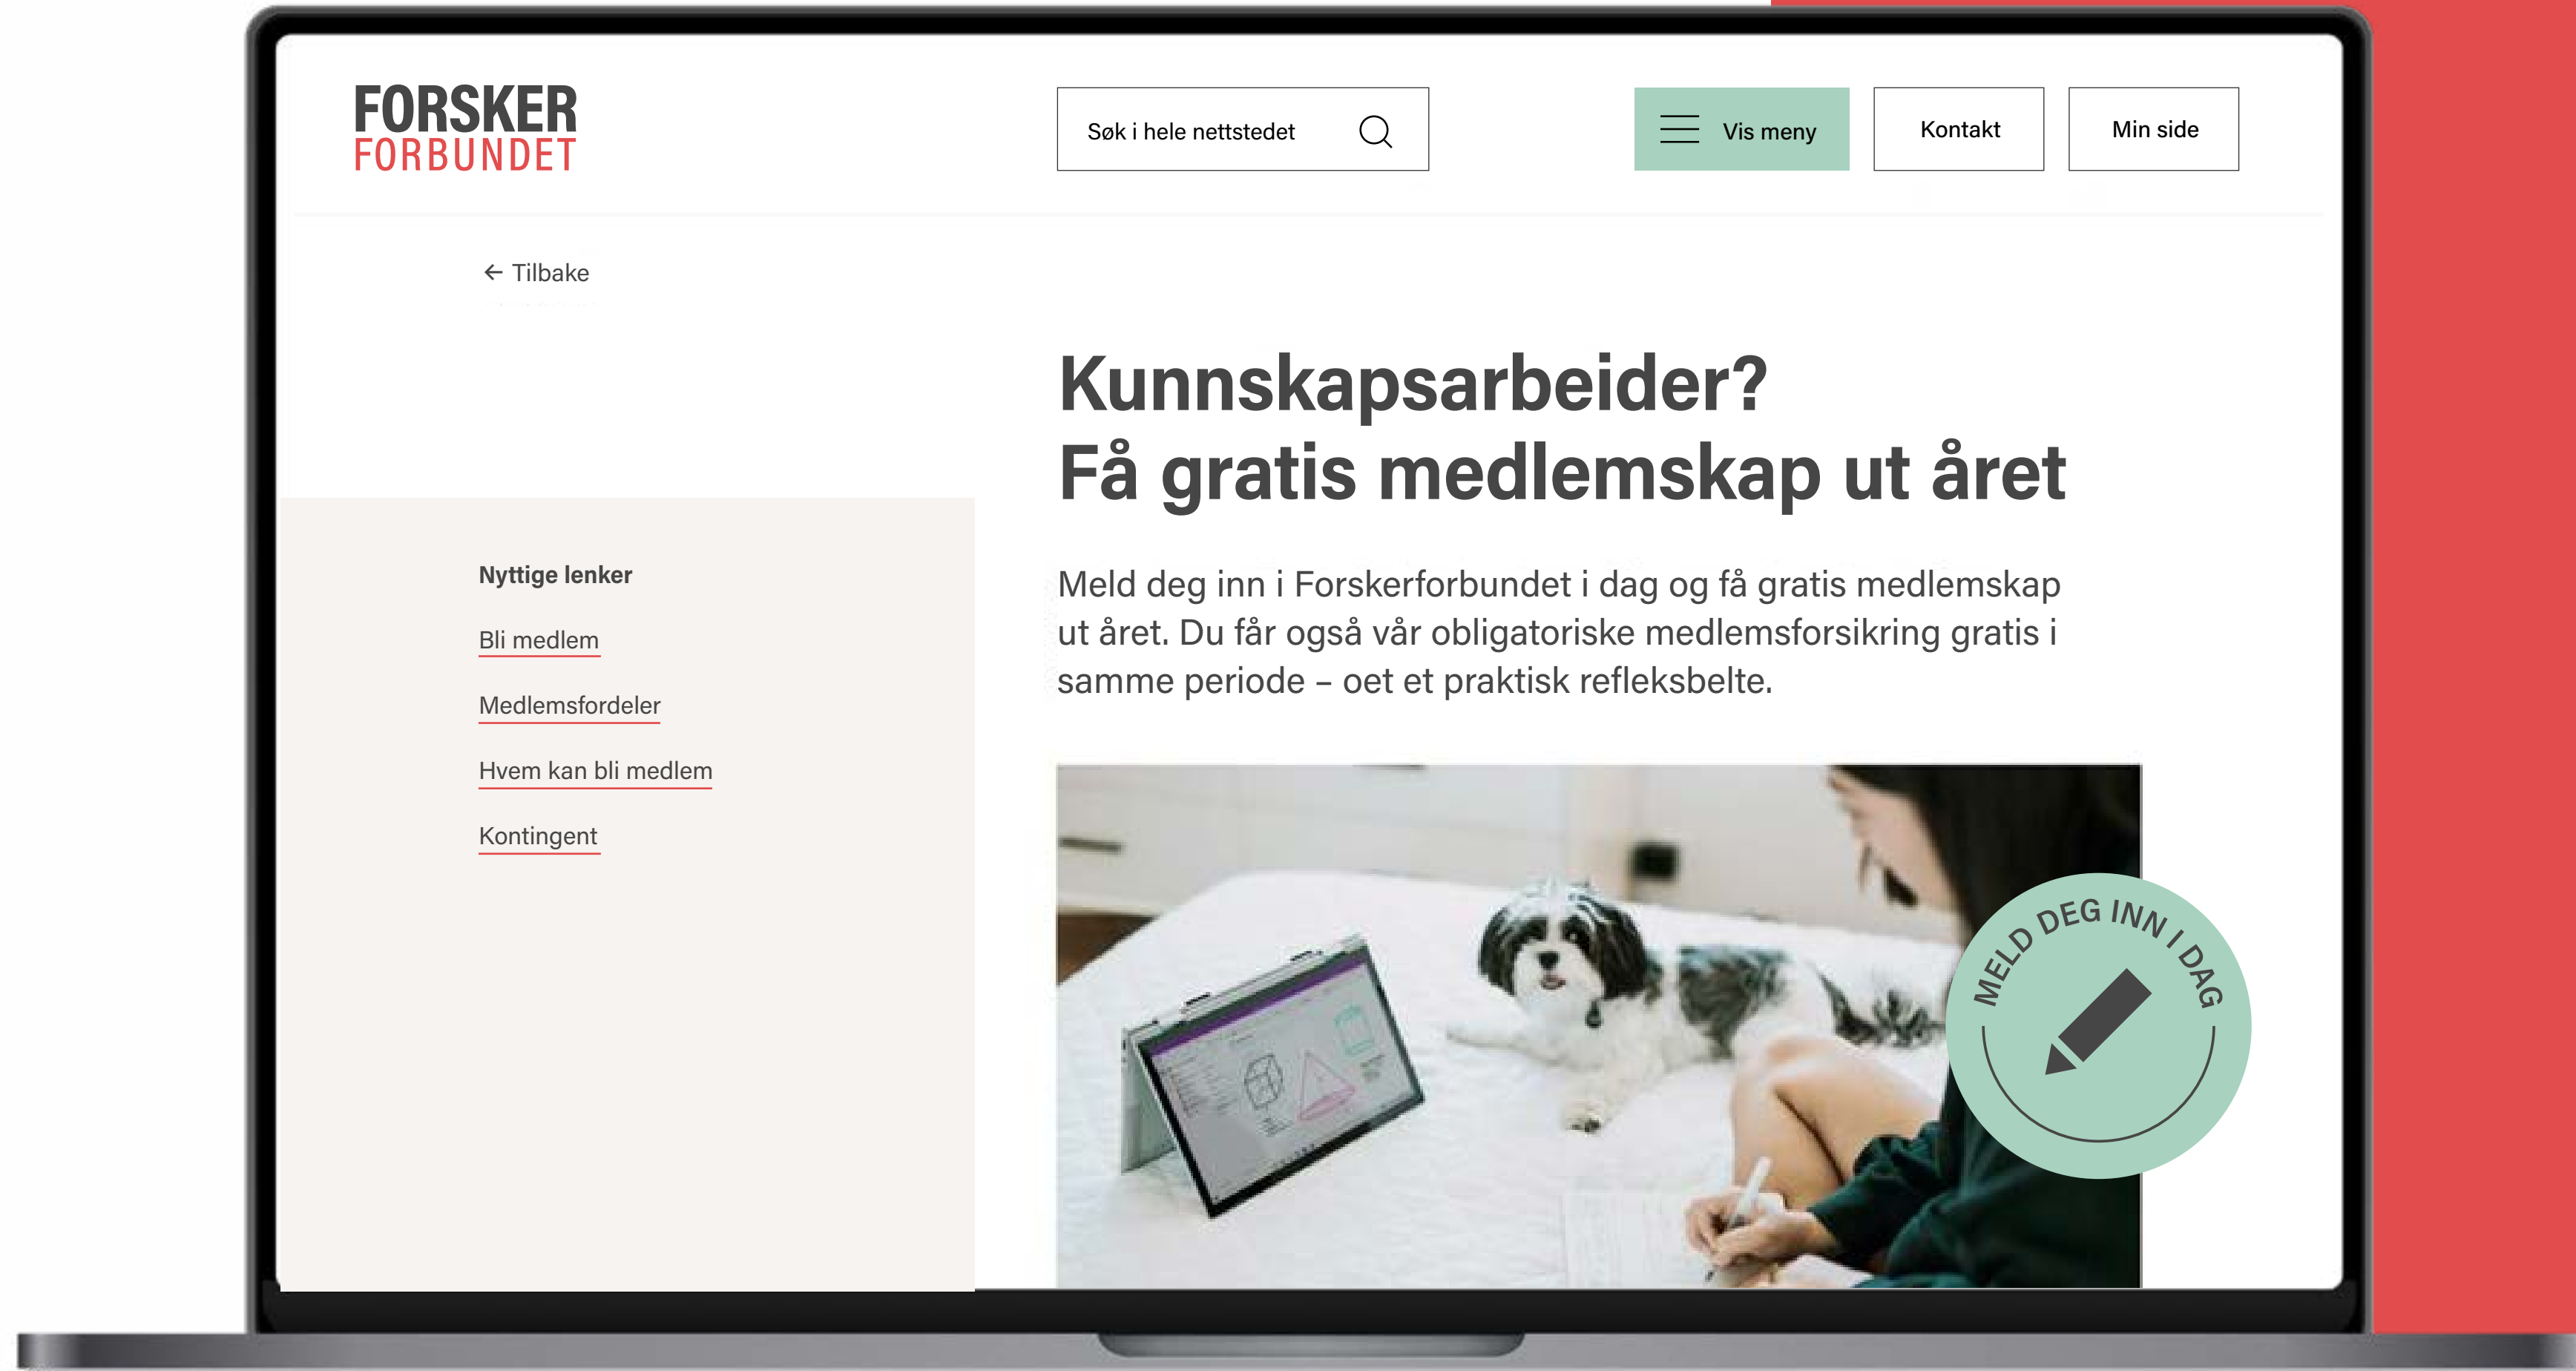 FORSKER
FORBUNDET
Søk i hele nettstedet
Vis meny
Kontakt
Min side
← Tilbake
Kunnskapsarbeider?
Få gratis medlemskap ut året
Meld deg inn i Forskerforbundet i dag og få gratis medlemskap
ut året. Du får også vår obligatoriske medlemsforsikring gratis i
samme periode – oet et praktisk refleksbelte.
Nyttige lenker
Bli medlem
Medlemsfordeler
Hvem kan bli medlem
Kontingent
MELD DEG INN I DAG